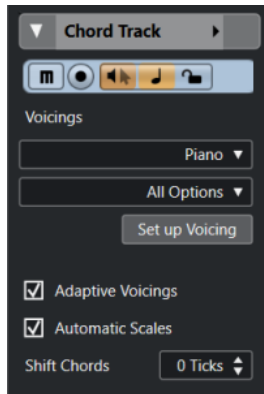 Chord Track
m
Voicings
Piano
All Options
Set up Voicing
Adaptive Voicings
Automatic Scales
Shift Chords 0 Ticks